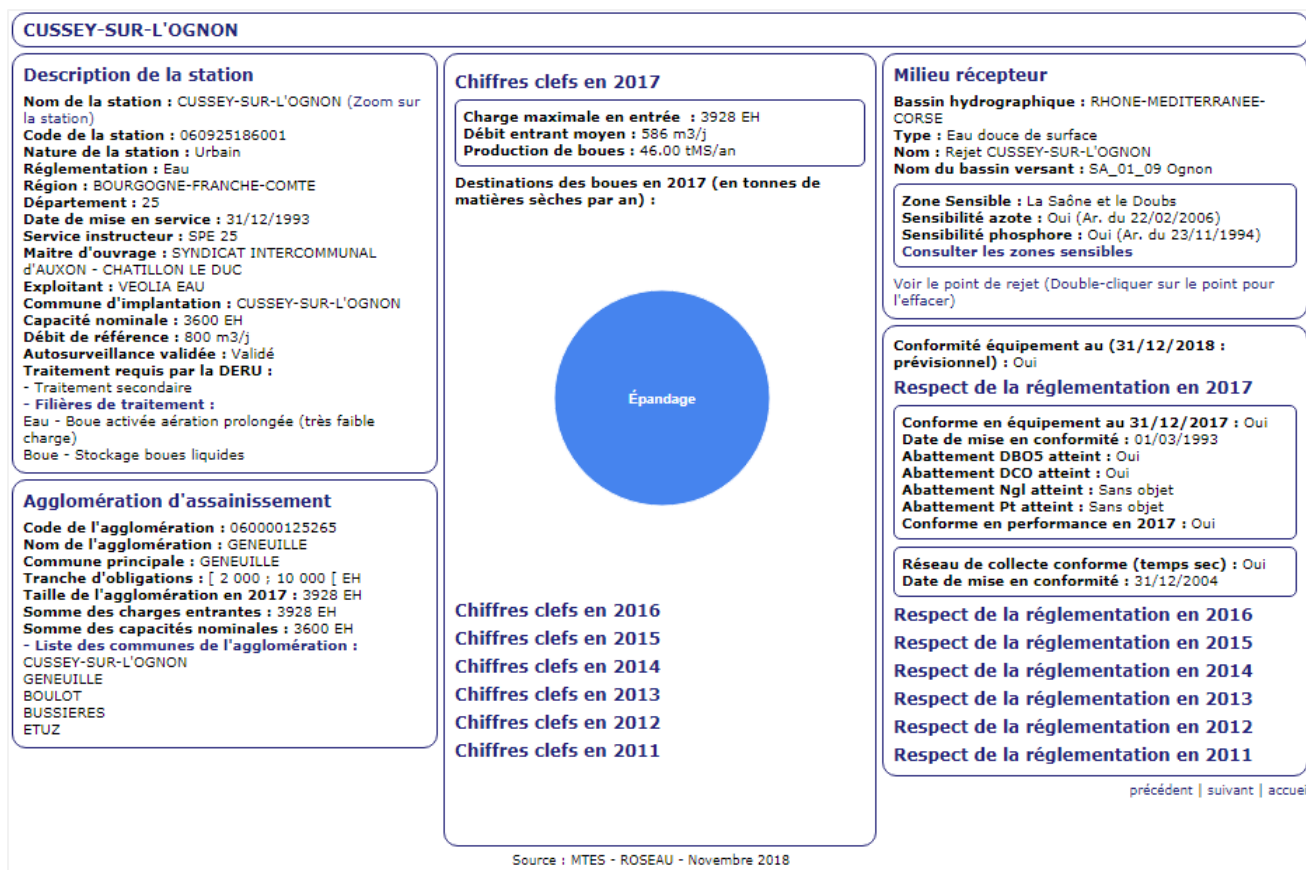 CUSSEY-SUR-L'OGNON
Description de la station
Nom de la station : CUSSEY-SUR-L'OGNON (Zoom sur
la station)
Code de la station : 060925186001
Nature de la station : Urbain
Réglementation : Eau
Région : BOURGOGNE-FRANCHE-COMTE
Département : 25
Date de mise en service : 31/12/1993
Service instructeur : SPE 25
Maitre d'ouvrage : SYNDICAT INTERCOMMUNAL
d'AUXON - CHATILLON LE DUC
Exploitant : VEOLIA EAU
Commune d'implantation : CUSSEY-SUR-L'OGNON
Capacité nominale : 3600 EH
Débit de référence : 800 m3/j
Autosurveillance validée : Validé
Traitement requis par la DERU :
- Traitement secondaire
- Filières de traitement :
Eau - Boue activée aération prolongée (très faible
charge)
Boue - Stockage boues liquides
Agglomération d'assainissement
Code de l'agglomération : 060000125265
Nom de l'agglomération : GENEUILLE
Commune principale : GENEUILLE
Tranche d'obligations : [ 2 000 ; 10 000 [ EH
Taille de l'agglomération en 2017 : 3928 EH
Somme des charges entrantes : 3928 EH
Somme des capacités nominales : 3600 EH
- Liste des communes de l'agglomération :
CUSSEY-SUR-L'OGNON
GENEUILLE
BOULOT
BUSSIERES
ETUZ
Chiffres clefs en 2017
Charge maximale en entrée : 3928 EH
Débit entrant moyen : 586 m3/j
Production de boues : 46.00 tMS/an
Destinations des boues en 2017 (en tonnes de
matières sèches par an) :
Épandage
Chiffres clefs en 2016
Chiffres clefs en 2015
Chiffres clefs en 2014
Chiffres clefs en 2013
Chiffres clefs en 2012
Chiffres clefs en 2011
Milieu récepteur
Bassin hydrographique : RHONE-MEDITERRANEE-
CORSE
Type : Eau douce de surface
Nom : Rejet CUSSEY-SUR-L'OGNON
Nom du bassin versant : SA_01_09 Ognon
Zone Sensible : La Saône et le Doubs
Sensibilité azote : Oui (Ar. du 22/02/2006)
Sensibilité phosphore : Oui (Ar. du 23/11/1994)
Consulter les zones sensibles
Voir le point de rejet (Double-cliquer sur le point pour
l'effacer)
Conformité équipement au (31/12/2018 :
prévisionnel) : Oui
Respect de la réglementation en 2017
Conforme en équipement au 31/12/2017 : Oui
Date de mise en conformité : 01/03/1993
Abattement DBO5 atteint : Oui
Abattement DCO atteint : Oui
Abattement Ngl atteint : Sans objet
Abattement Pt atteint : Sans objet
Conforme en performance en 2017 : Oui
Réseau de collecte conforme (temps sec) : Oui
Date de mise en conformité : 31/12/2004
Respect de la réglementation en 2016
Respect de la réglementation en 2015
Respect de la réglementation en 2014
Respect de la réglementation en 2013
Respect de la réglementation en 2012
Respect de la réglementation en 2011
précédent | suivant | accuei
Source : MTES - ROSEAU - Novembre 2018